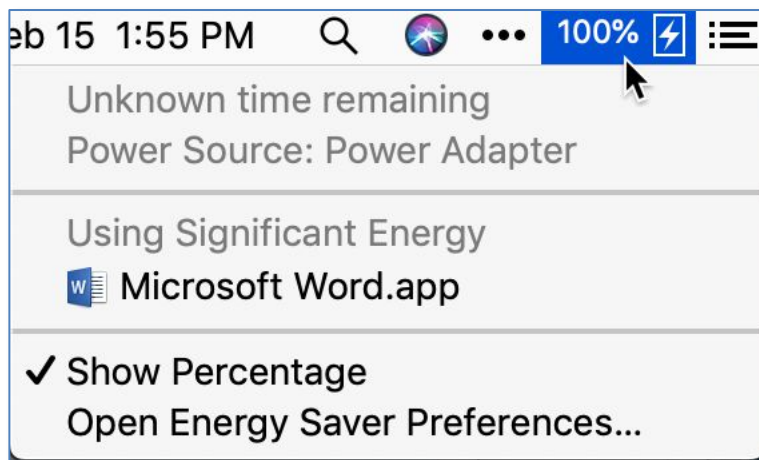 eb 15 1:55 PM ••• 100%
Unknown time remaining
Power Source: Power Adapter
Using Significant Energy
W Microsoft Word.app
✓ Show Percentage
Open Energy Saver Preferences...